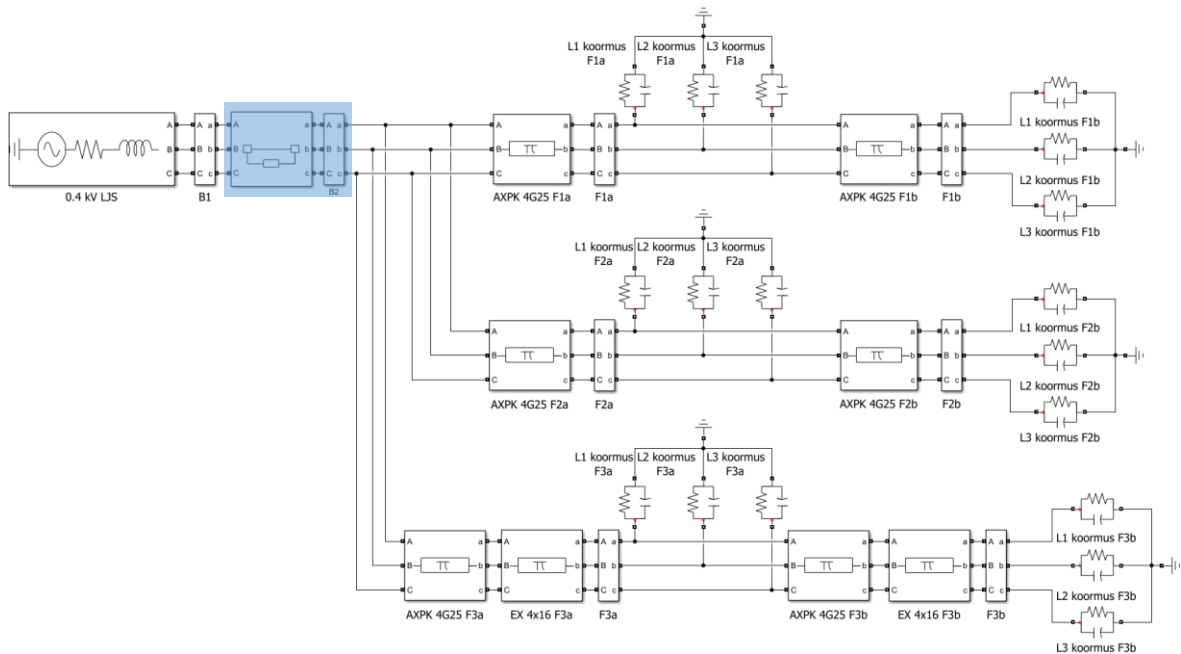 L1 koormus
F1a
L2 koormus
F1a
L3 koormus
F1a
A
B
C
A a
B b
C c
A
B
C
a
b
c
A a
B b
C c
A
B
C
π
a
b
c
A a
B b
C c
A
B
C
π
a
b
c
A a
B b
C c
L1 koormus F1b
L2 koormus F1b
L3 koormus F1b
0.4 kV LJS
B1
B2
AXPK 4G25 F1a
F1a
AXPK 4G25 F1b
F1b
L1 koormus
F2a
L2 koormus
F2a
L3 koormus
F2a
A
B
C
π
a
b
c
A a
B b
C c
A
B
C
π
a
b
c
A a
B b
C c
L1 koormus F2b
L2 koormus F2b
L3 koormus F2b
AXPK 4G25 F2a
F2a
AXPK 4G25 F2b
F2b
L1 koormus
F3a
L2 koormus
F3a
L3 koormus
F3a
A
B
C
π
a
b
c
A
B
C
π
a
b
c
A a
B b
C c
A
B
C
π
a
b
c
A
B
C
π
a
b
c
A a
B b
C c
L1 koormus F3b
L2 koormus F3b
L3 koormus F3b
AXPK 4G25 F3a
EX 4x16 F3a
F3a
AXPK 4G25 F3b
EX 4x16 F3b
F3b